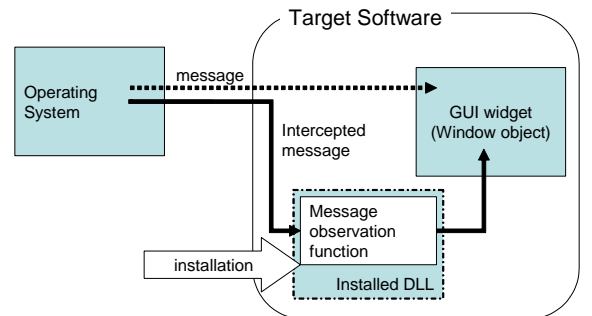 Target Software
message
Operating
System
GUI widget
(Window object)
Intercepted
message
Message
observation
function
installation
Installed DLL